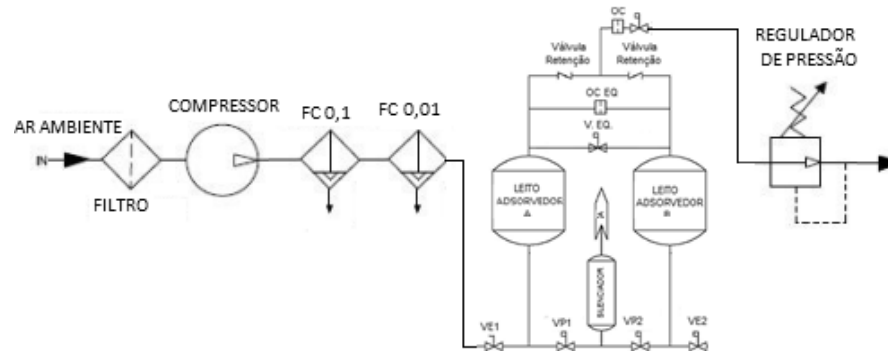 OC
Válvula
Retenção
Válvula
Retenção
REGULADOR
DE PRESSÃO
COMPRESSOR
FC 0,1
FC 0,01
OC EQ
AR AMBIENTE
V. EQ.
IN
FILTRO
LEITO
ADSORVEDOR
A
LEITO
ADSORVEDOR
B
SILENCIADOR
VE1
VP1
VP2
VE2